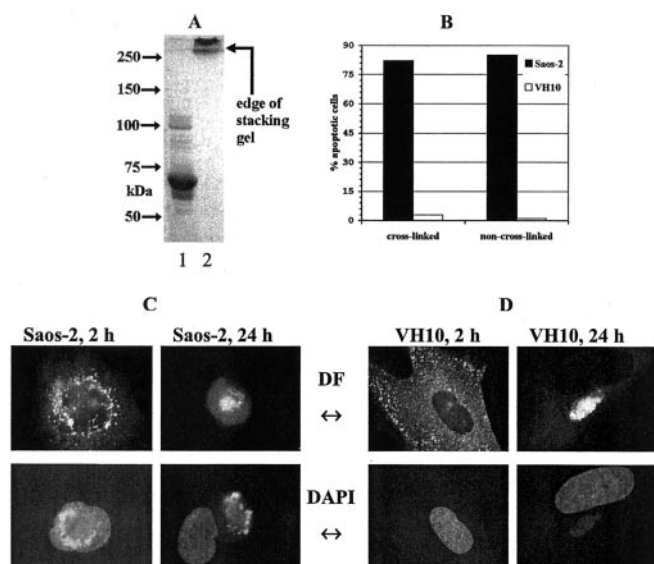 A
250
150
100
75
kDa
50
edge of
stacking
gel
1 2
B
% apoptotic cells
90
75
60
45
30
15
0
Saos-2
VH10
cross-linked non-cross-linked
C
Saos-2, 2 h Saos-2, 24 h
D
VH10, 2 h VH10, 24 h
DF
↔
DAPI
↔